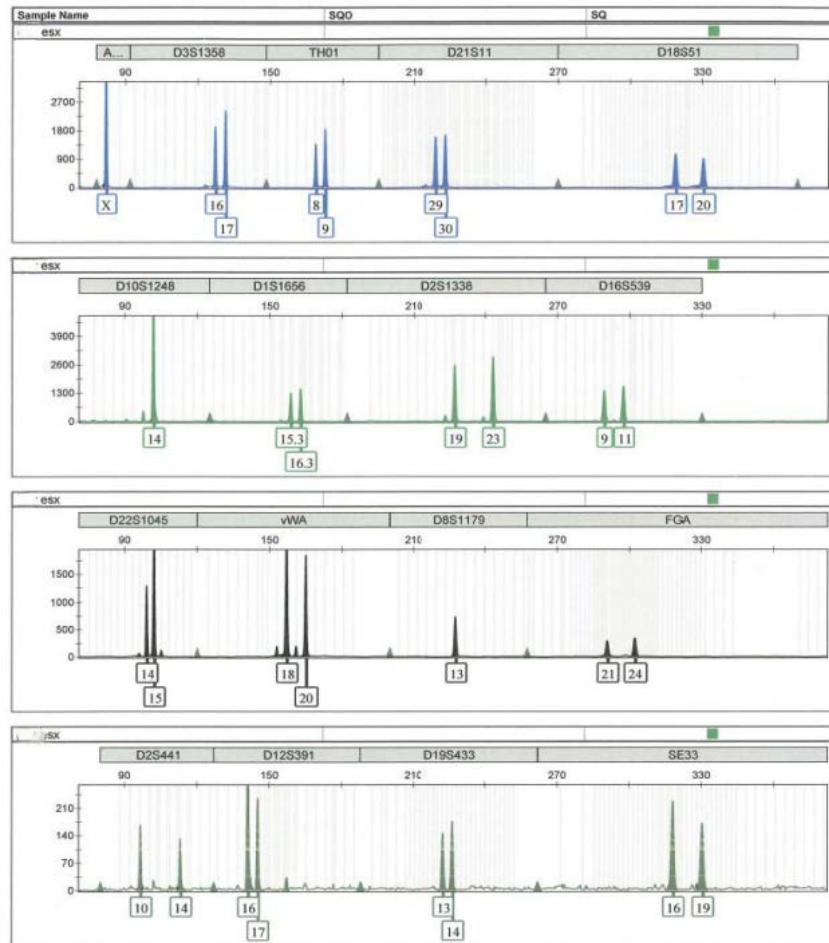 Sample Name SQO SQ
esx
A... D3S1358 TH01 D21S11 D18S51
90 150 210 270 330
2700
1800
900
0
X 16 8 29 17 20
17 9 30
esx
D10S1248 D1S1656 D2S1338 D16S539
90 150 210 270 330
3900
2600
1300
0
14 15.3 19 23 9 11
16.3
esx
D22S1045 vWA D8S1179 FGA
90 150 210 270 330
1500
1000
500
0
14 18 13 21 24
15 20
sx
D2S441 D12S391 D19S433 SE33
90 150 210 270 330
210
140
70
0
10 14 16 13 16 19
17 14